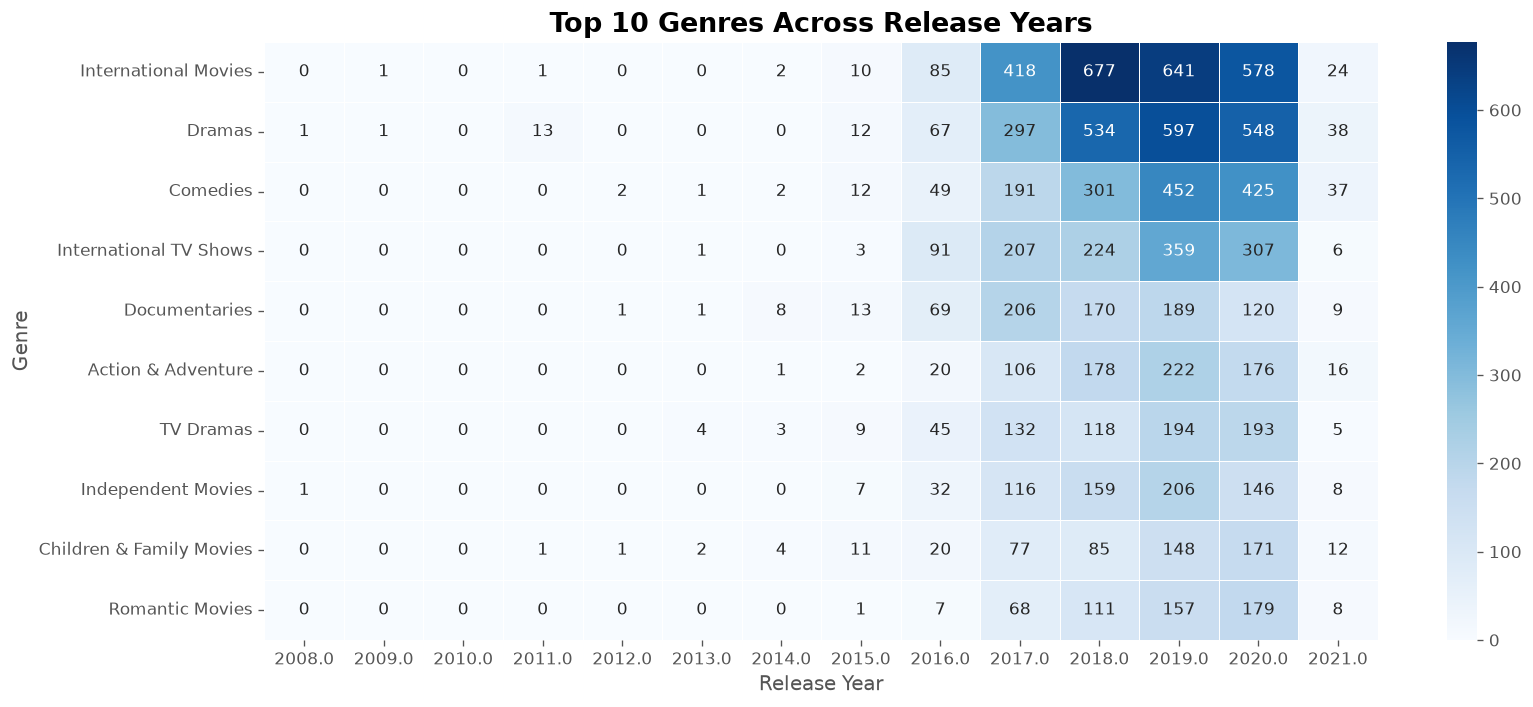 Top 10 Genres Across Release Years
Genre
International Movies 0 1 0 1 0 0 2 10 85 418 677 641 578 24
Dramas 1 1 0 13 0 0 0 12 67 297 534 597 548 38
Comedies 0 0 0 0 2 1 2 12 49 191 301 452 425 37
International TV Shows 0 0 0 0 0 1 0 3 91 207 224 359 307 6
Documentaries 0 0 0 0 1 1 8 13 69 206 170 189 120 9
Action & Adventure 0 0 0 0 0 0 1 2 20 106 178 222 176 16
TV Dramas 0 0 0 0 0 4 3 9 45 132 118 194 193 5
Independent Movies 1 0 0 0 0 0 0 7 32 116 159 206 146 8
Children & Family Movies 0 0 0 1 1 2 4 11 20 77 85 148 171 12
Romantic Movies 0 0 0 0 0 0 0 1 7 68 111 157 179 8
2008.0 2009.0 2010.0 2011.0 2012.0 2013.0 2014.0 2015.0 2016.0 2017.0 2018.0 2019.0 2020.0 2021.0
Release Year
600
500
400
300
200
100
0